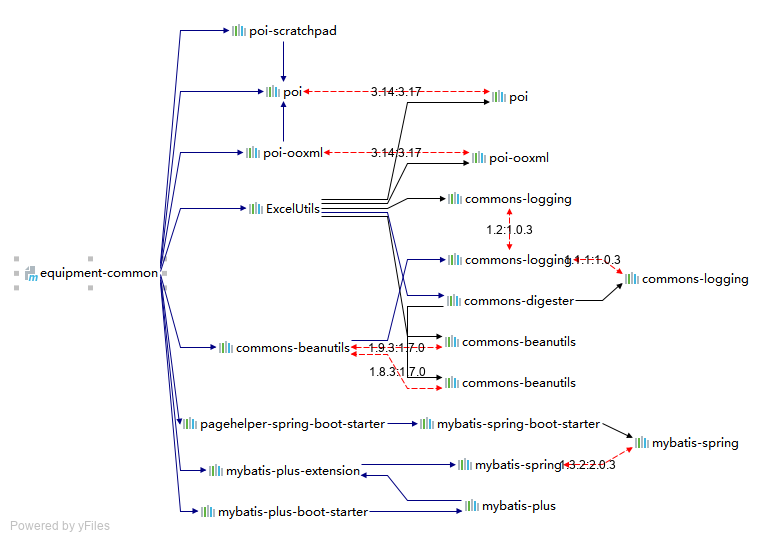 poi-scratchpad
poi
3.14:3.17
poi
poi-ooxml
3.14:3.17
poi-ooxml
ExcelUtils
commons-logging
1.2:1.0.3
commons-logging
1.1.1:1.0.3
equipment-common
commons-logging
commons-digester
commons-beanutils
1.9.3:1.7.0
commons-beanutils
1.8.3:1.7.0
commons-beanutils
pagehelper-spring-boot-starter
mybatis-spring-boot-starter
mybatis-spring
mybatis-plus-extension
mybatis-spring
1.3.2:2.0.3
mybatis-plus-boot-starter
mybatis-plus
Powered by yFiles